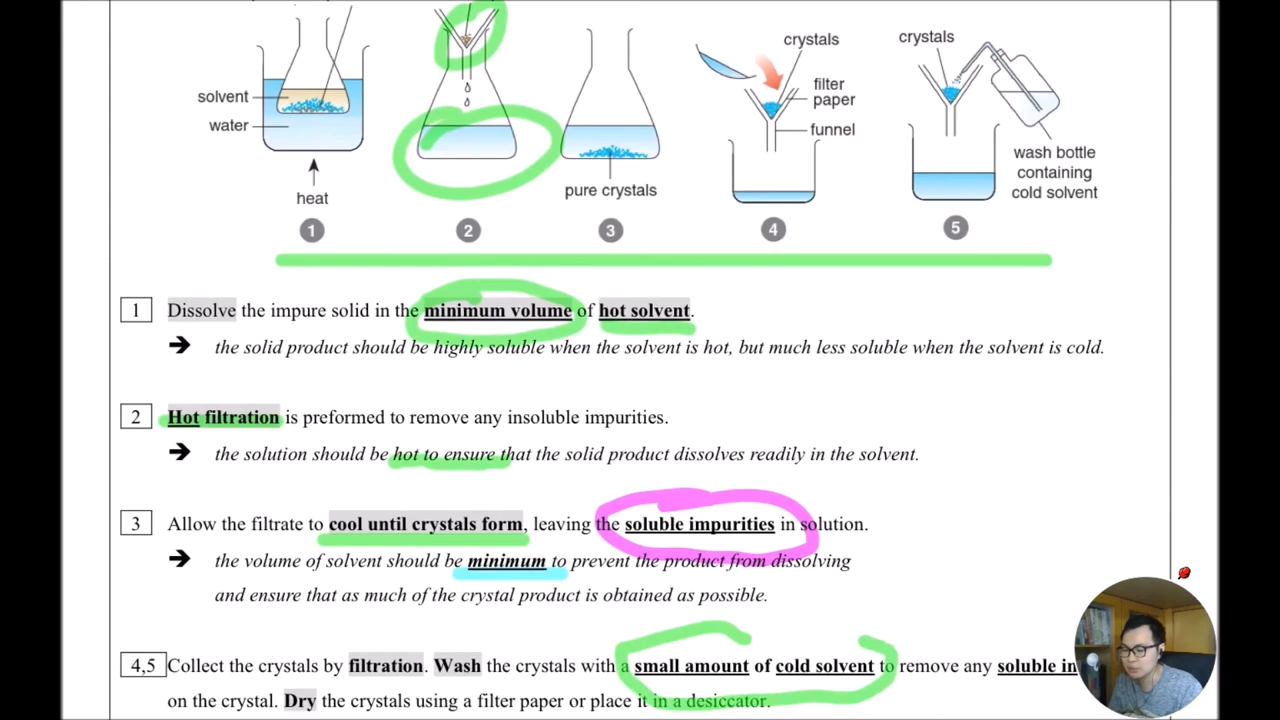 crystals
crystals
solvent
filter
paper
water
funnel
wash bottle
containing
cold solvent
heat
pure crystals
1
2
3
4
5
1 Dissolve the impure solid in the minimum volume of hot solvent.
➔ the solid product should be highly soluble when the solvent is hot, but much less soluble when the solvent is cold.
2 Hot filtration is preformed to remove any insoluble impurities.
➔ the solution should be hot to ensure that the solid product dissolves readily in the solvent.
3 Allow the filtrate to cool until crystals form, leaving the soluble impurities in solution.
➔ the volume of solvent should be minimum to prevent the product from dissolving
and ensure that as much of the crystal product is obtained as possible.
4,5 Collect the crystals by filtration. Wash the crystals with a small amount of cold solvent to remove any soluble
on the crystal. Dry the crystals using a filter paper or place it in a desiccator.